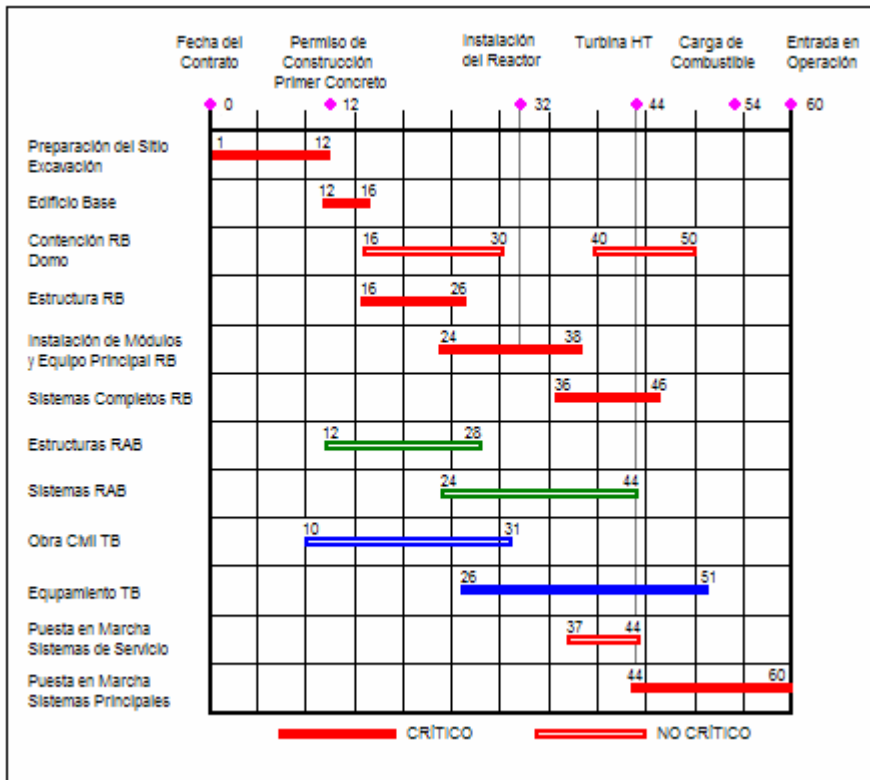 Fecha del
Contrato
Permiso de
Construcción
Primer Concreto
Instalación
del Reactor
Turbina HT
Carga de
Combustible
Entrada en
Operación
0
12
32
44
54
60
Preparación del Sitio
Excavación
1
12
Edificio Base
12
16
Contención RB
Domo
16
30
40
50
Estructura RB
16
26
Instalación de Módulos
y Equipo Principal RB
24
38
Sistemas Completos RB
36
46
Estructuras RAB
12
28
Sistemas RAB
24
44
Obra Civil TB
10
31
Equpamiento TB
26
51
Puesta en Marcha
Sistemas de Servicio
37
44
Puesta en Marcha
Sistemas Principales
44
60
CRÍTICO
NO CRÍTICO